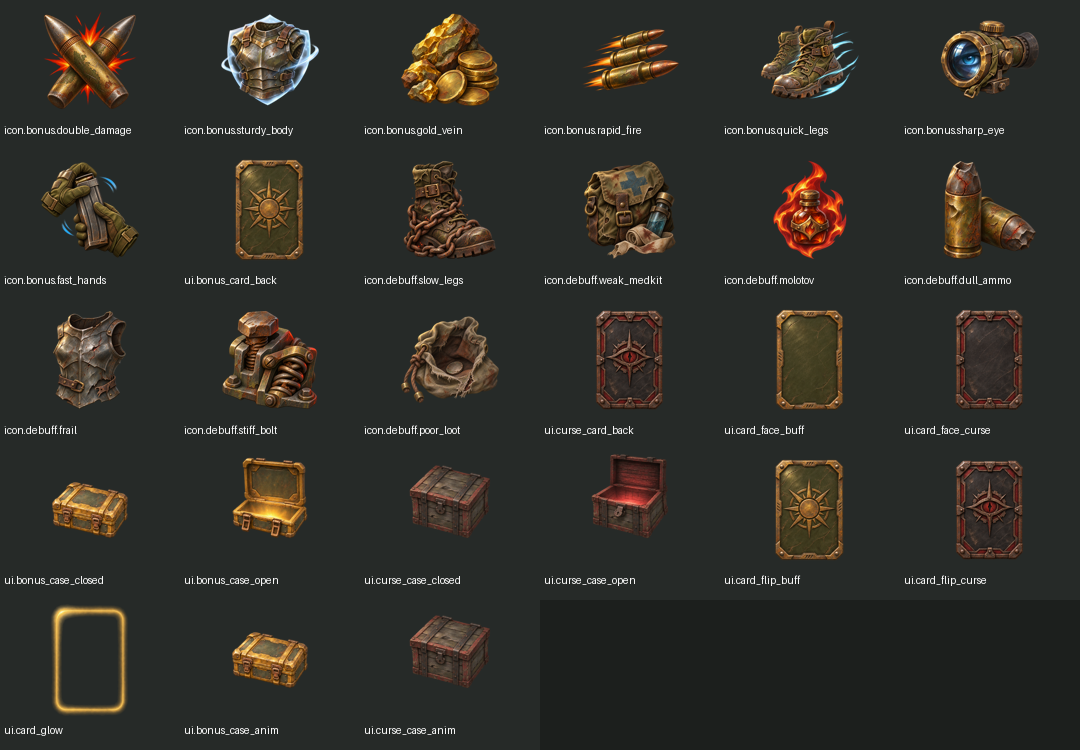 icon.bonus.double_damage
icon.bonus.sturdy_body
icon.bonus.gold_vein
icon.bonus.rapid_fire
icon.bonus.quick_legs
icon.bonus.sharp_eye
icon.bonus.fast_hands
ui.bonus_card_back
icon.debuff.slow_legs
icon.debuff.weak_medkit
icon.debuff.molotov
icon.debuff.dull_ammo
icon.debuff.frail
icon.debuff.stiff_bolt
icon.debuff.poor_loot
ui.curse_card_back
ui.card_face_buff
ui.card_face_curse
ui.bonus_case_closed
ui.bonus_case_open
ui.curse_case_closed
ui.curse_case_open
ui.card_flip_buff
ui.card_flip_curse
ui.card_glow
ui.bonus_case_anim
ui.curse_case_anim